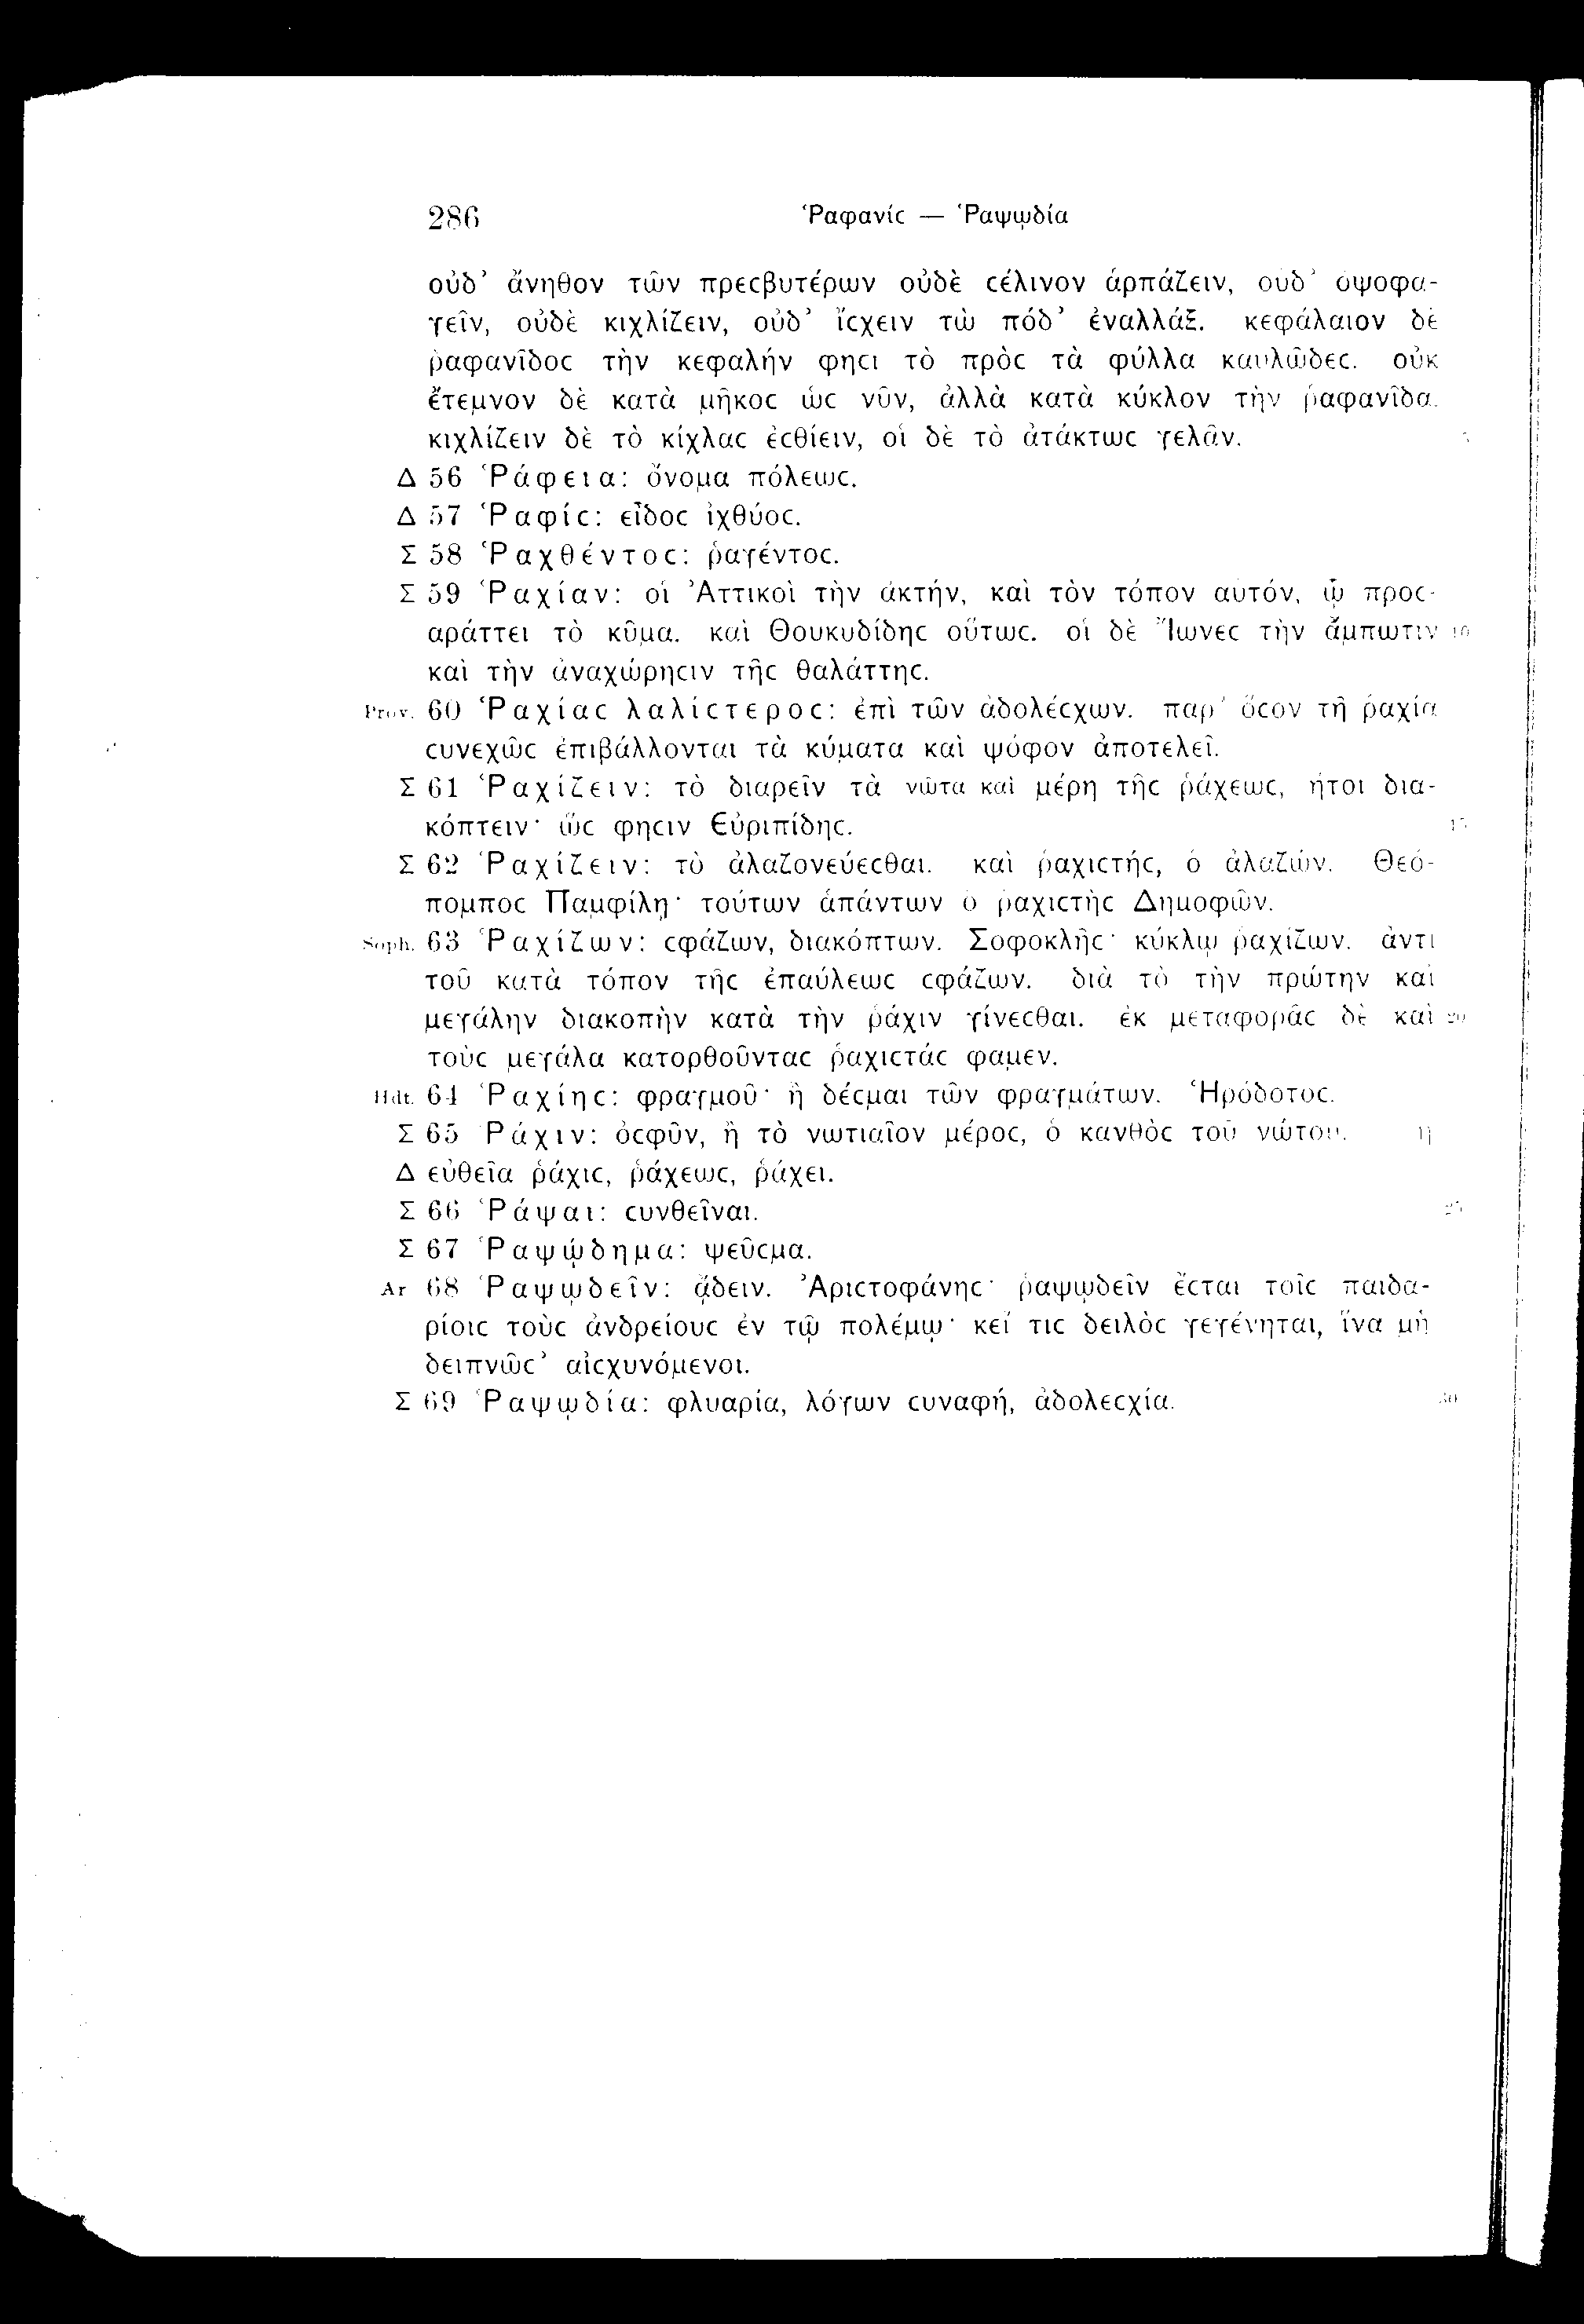 286 Ῥαφανίϲ — Ῥαψῳδία
οὐδ’ ἄνηθον τῶν πρεϲβυτέρων οὐδὲ ϲέλινον ἁρπάζειν, οὐδ’ ὀψοφα-
γεῖν, οὐδὲ κιχλίζειν, οὐδ’ ἴϲχειν τὼ πόδ’ ἐναλλάξ. κεφάλαιον δὲ
ῥαφανῖδοϲ τὴν κεφαλήν φηϲι τὸ πρὸϲ τὰ φύλλα καυλῶδεϲ. οὐκ
ἔτεμνον δὲ κατὰ μῆκοϲ ὡϲ νῦν, ἀλλὰ κατὰ κύκλον τὴν ῥαφανῖδα.
κιχλίζειν δὲ τὸ κίχλαϲ ἐϲθίειν, οἱ δὲ τὸ ἀτάκτωϲ γελᾶν.
Δ 56 Ῥάφεια: ὄνομα πόλεωϲ.
Δ 57 Ῥαφίϲ: εἶδοϲ ἰχθύοϲ.
Σ 58 Ῥαχθέντοϲ: ῥαγέντοϲ.
Σ 59 Ῥαχίαν: οἱ Ἀττικοὶ τὴν ἀκτήν, καὶ τὸν τόπον αὐτόν, ᾧ προϲ-
αράττει τὸ κῦμα. καὶ Θουκυδίδηϲ οὕτωϲ. οἱ δὲ Ἴωνεϲ τὴν ἄμπωτιν 10
καὶ τὴν ἀναχώρηϲιν τῆϲ θαλάττηϲ.
Prov. 60 Ῥαχίαϲ λαλίϲτεροϲ: ἐπὶ τῶν ἀδολέϲχων. παρ’ ὅϲον τῇ ῥαχίᾳ
ϲυνεχῶϲ ἐπιβάλλονται τὰ κύματα καὶ ψόφον ἀποτελεῖ.
Σ 61 Ῥαχίζειν: τὸ διαρεῖν τὰ νῶτα καὶ μέρη τῆϲ ῥάχεωϲ, ἤτοι δια-
κόπτειν· ὥϲ φηϲιν Εὐριπίδηϲ. 15
Σ 62 Ῥαχίζειν: τὸ ἀλαζονεύεϲθαι. καὶ ῥαχιϲτήϲ, ὁ ἀλαζών. Θεό-
πομποϲ Παμφίλῃ· τούτων ἁπάντων ὁ ῥαχιϲτὴϲ Δημοφῶν.
Soph. 63 Ῥαχίζων: ϲφάζων, διακόπτων. Σοφοκλῆϲ· κύκλῳ ῥαχίζων. ἀντὶ
τοῦ κατὰ τόπον τῆϲ ἐπαύλεωϲ ϲφάζων. διὰ τὸ τὴν πρώτην καὶ
μεγάλην διακοπὴν κατὰ τὴν ῥάχιν γίνεϲθαι. ἐκ μεταφορᾶϲ δὲ καὶ 20
τοὺϲ μεγάλα κατορθοῦνταϲ ῥαχιϲτάϲ φαμεν.
Hdt. 64 Ῥαχίηϲ: φραγμοῦ· ἢ δέϲμαι τῶν φραγμάτων. Ἡρόδοτοϲ.
Σ 65 Ῥάχιν: ὀϲφῦν, ἢ τὸ νωτιαῖον μέροϲ, ὁ κανθὸϲ τοῦ νώτου. ἡ
Δ εὐθεῖα ῥάχιϲ, ῥάχεωϲ, ῥάχει.
Σ 66 Ῥάψαι: ϲυνθεῖναι. 25
Σ 67 Ῥαψῴδημα: ψεῦϲμα.
Ar 68 Ῥαψῳδεῖν: ᾄδειν. Ἀριϲτοφάνηϲ· ῥαψῳδεῖν ἔϲται τοῖϲ παιδα-
ρίοιϲ τοὺϲ ἀνδρείουϲ ἐν τῷ πολέμῳ· κεἴ τιϲ δειλὸϲ γεγένηται, ἵνα μὴ
δειπνῶϲ’ αἰϲχυνόμενοι.
Σ 69 Ῥαψῳδία: φλυαρία, λόγων ϲυναφή, ἀδολεϲχία. 30